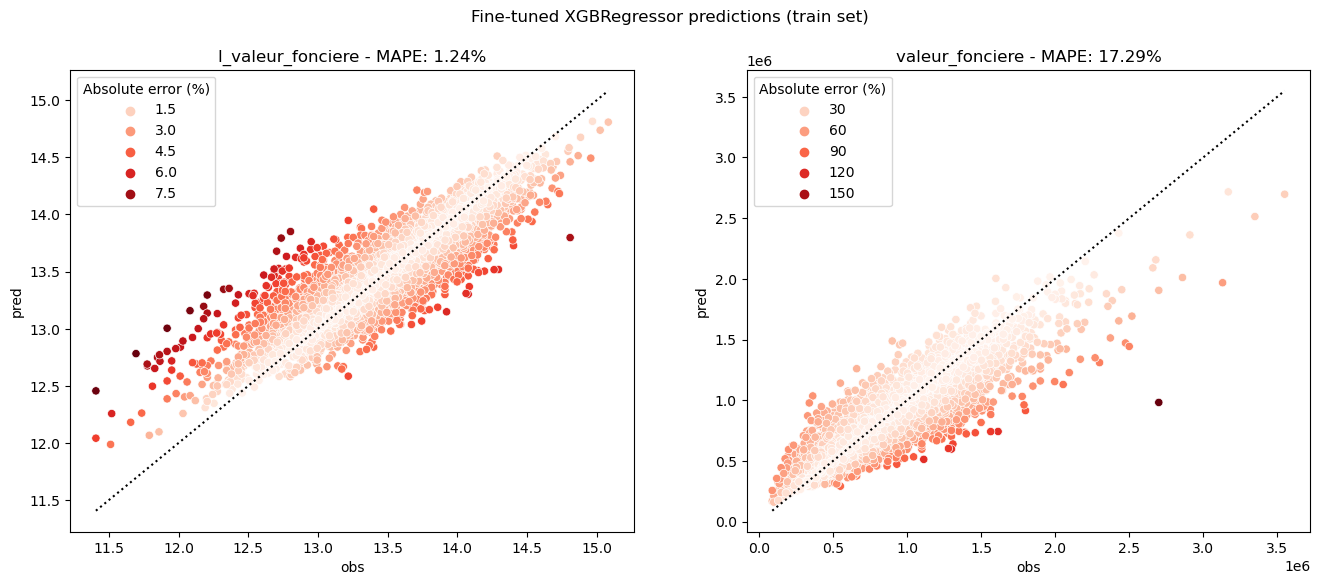 Fine-tuned XGBRegressor predictions (train set)
l_valeur_fonciere - MAPE: 1.24%
Absolute error (%)
1.5
3.0
4.5
6.0
7.5
15.0
14.5
14.0
13.5
13.0
12.5
12.0
11.5
pred
11.5 12.0 12.5 13.0 13.5 14.0 14.5 15.0
obs
valeur_fonciere - MAPE: 17.29%
1e6
Absolute error (%)
30
60
90
120
150
3.5
3.0
2.5
2.0
1.5
1.0
0.5
0.0
pred
0.0 0.5 1.0 1.5 2.0 2.5 3.0 3.5
obs
1e6